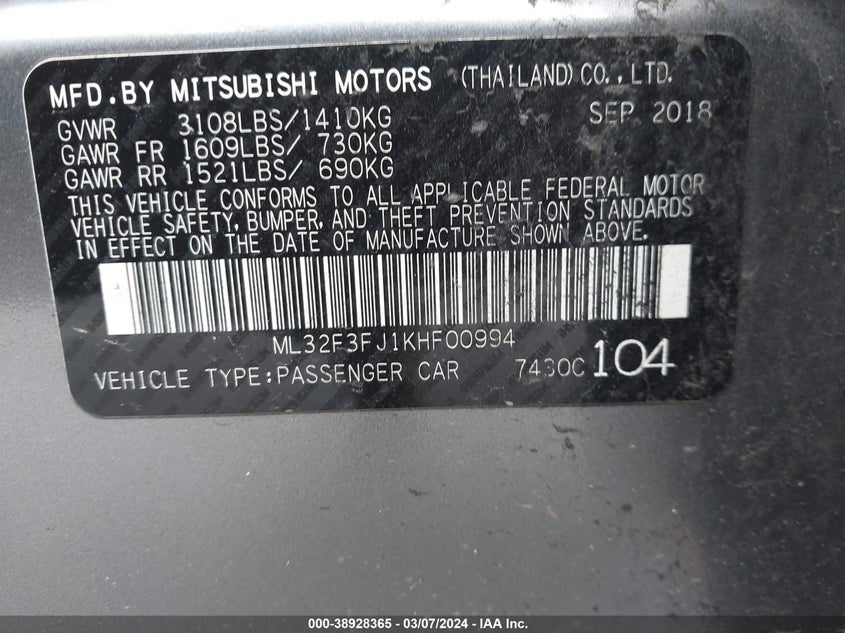 MFD.BY MITSUBISHI MOTORS (THAILAND) CO.,LTD.
GVWR 3108LBS/1410KG SEP 2018
GAWR FR 1609LBS/ 730KG
GAWR RR 1521LBS/ 690KG
THIS VEHICLE CONFORMS TO ALL APPLICABLE FEDERAL MOTOR
VEHICLE SAFETY, BUMPER, AND THEFT PREVENTION STANDARDS
IN EFFECT ON THE DATE OF MANUFACTURE SHOWN ABOVE.
ML32F3FJ1KHF00994
VEHICLE TYPE:PASSENGER CAR 7430C 104
000-38928365 - 03/07/2024 - IAA Inc.